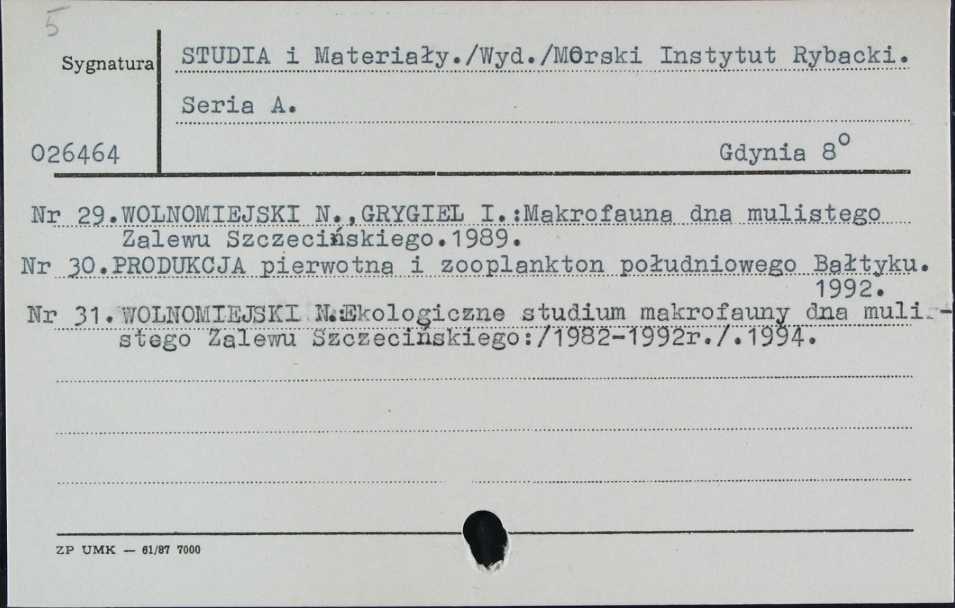 5
Sygnatura
STUDIA i Materiały./Wyd./Morski Instytut Rybacki.
Seria A.
026464
Gdynia 8°
Nr 29.WOLNOMIEJSKI N.,GRYGIEL I.:Makrofauna dna mulistego
Zalewu Szczecińskiego.1989.
Nr 30.PRODUKCJA pierwotna i zooplankton południowego Bałtyku.
1992.
Nr 31.WOLNOMIEJSKI N.:Ekologiczne studium makrofauny dna muli-
stego Zalewu Szczecińskiego:/1982-1992r./.1994.
ZP UMK — 61/87 7000